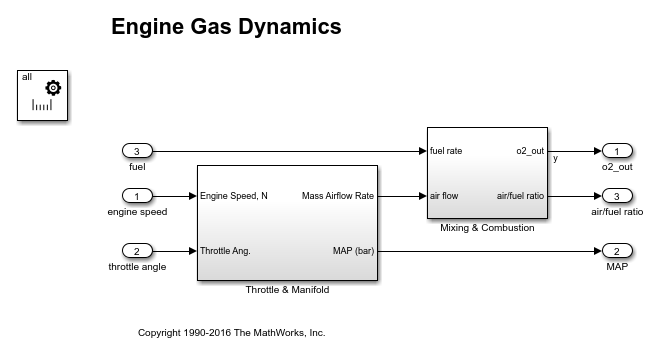 Engine Gas Dynamics
all
3
fuel
fuel rate
o2_out
y
1
o2_out
1
engine speed
Engine Speed, N
Mass Airflow Rate
air flow
air/fuel ratio
3
air/fuel ratio
Mixing & Combustion
2
throttle angle
Throttle Ang.
MAP (bar)
2
MAP
Throttle & Manifold
Copyright 1990-2016 The MathWorks, Inc.